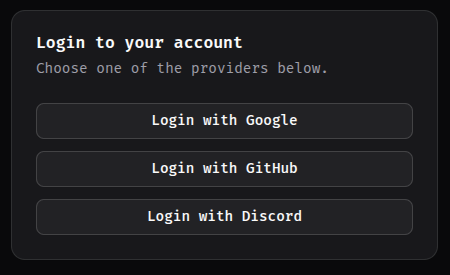 Login to your account
Choose one of the providers below.
Login with Google
Login with GitHub
Login with Discord